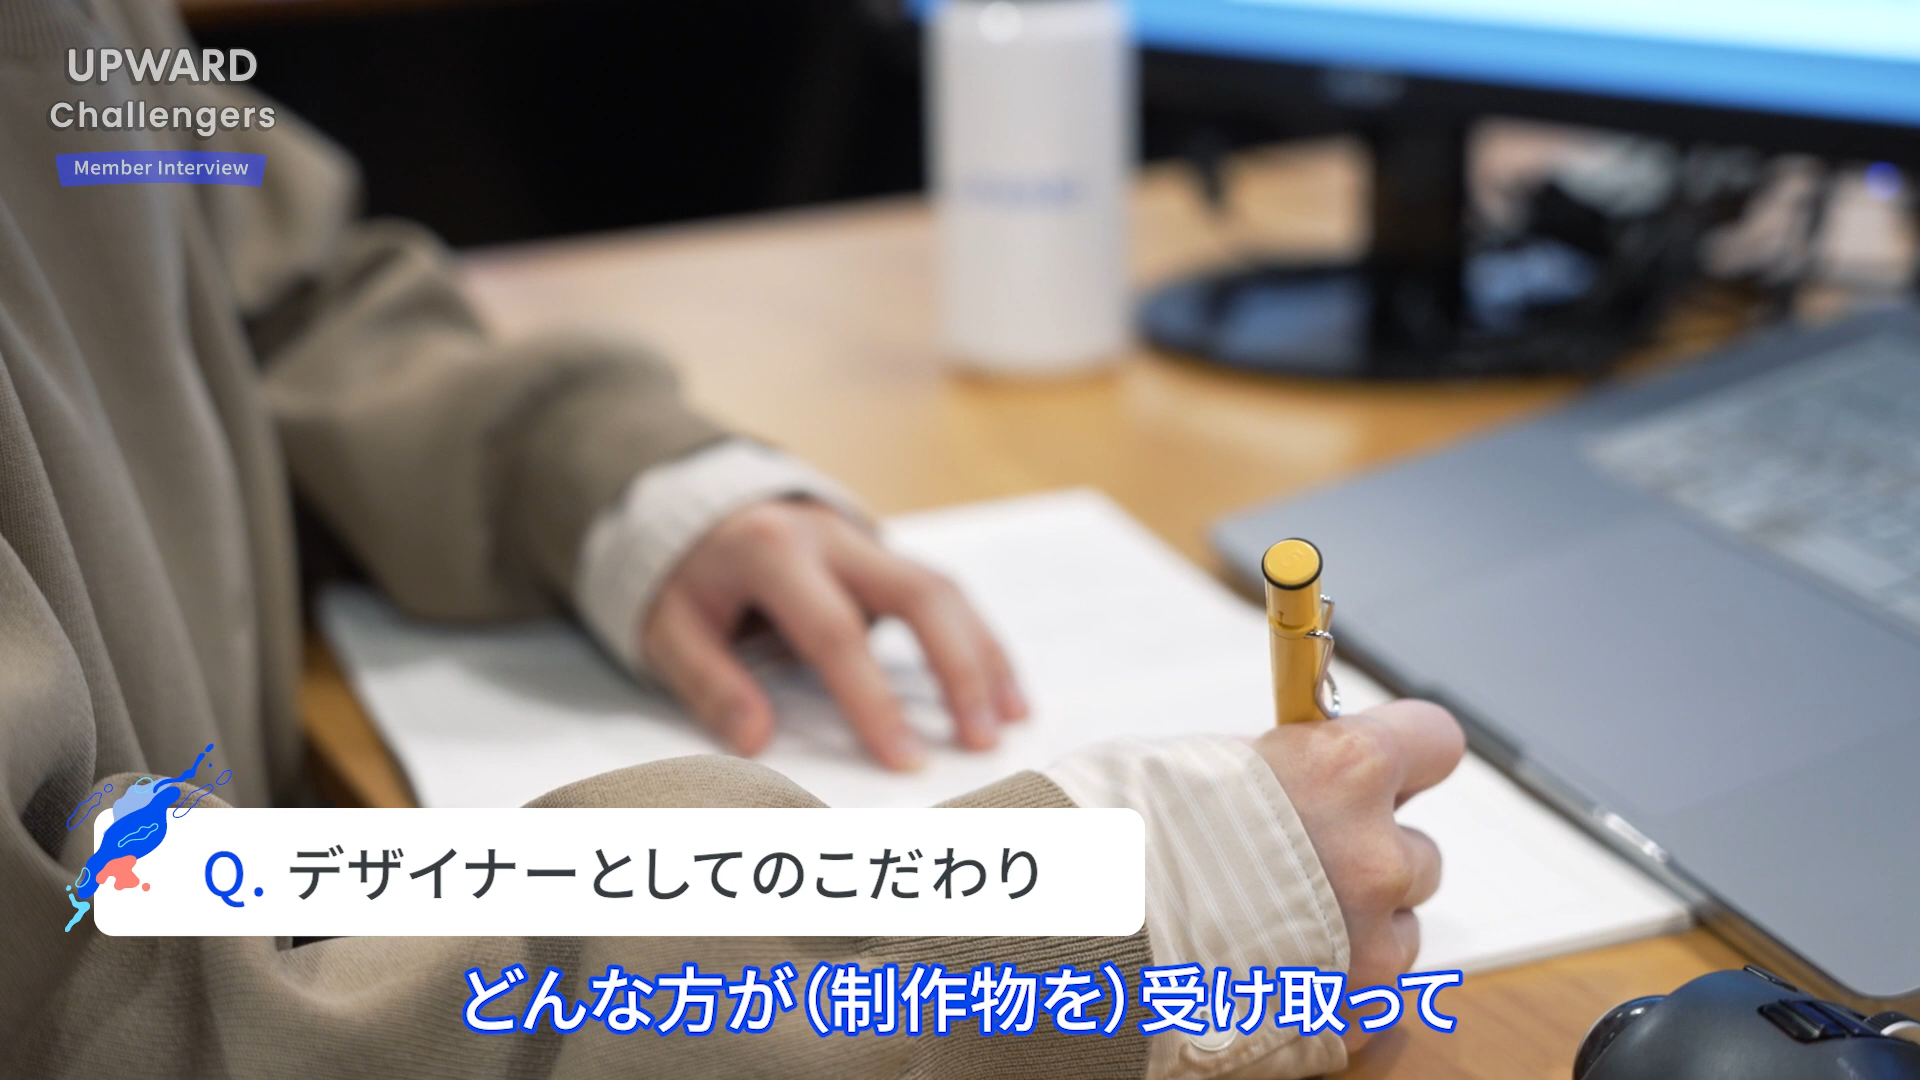 UPWARD
Challengers
Member Interview
Q. デザイナーとしてのこだわり
どんな方が（制作物を）受け取って